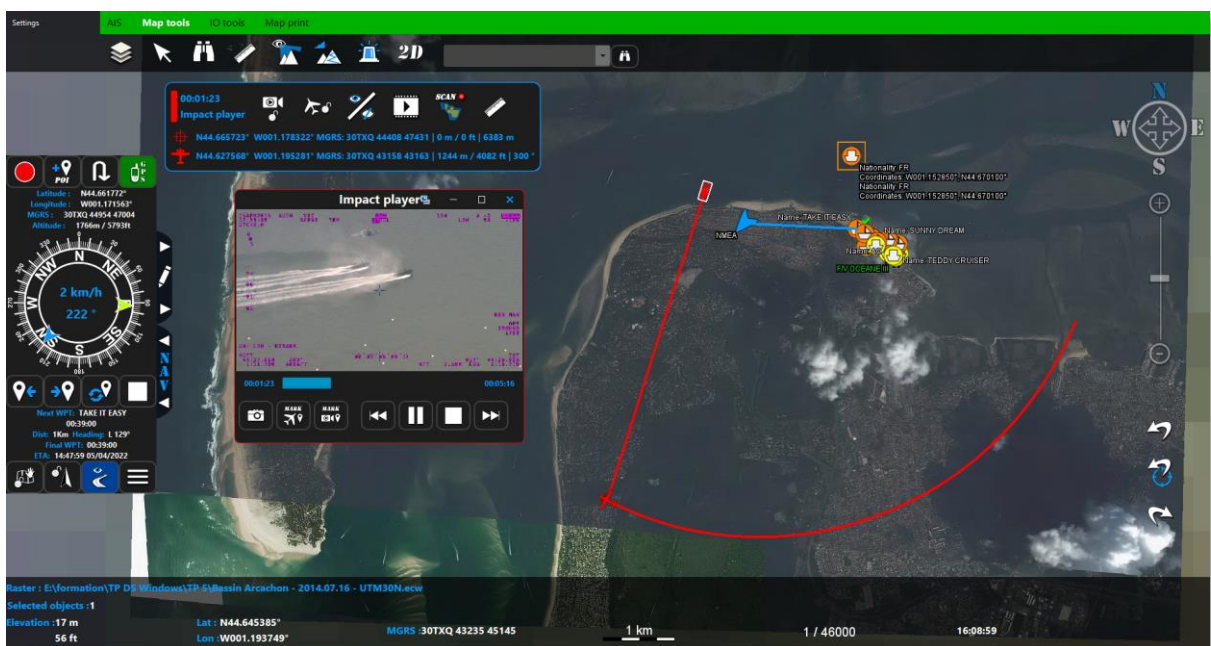 Settings
AIS Map tools IO tools Map print
2D
00:01:23
Impact player
SCAN
N44.665723° W001.178322° MGRS: 30TXQ 44408 47431 | 0 m / 0 ft | 6383 m
N44.627568° W001.195281° MGRS: 30TXQ 43158 43163 | 1244 m / 4082 ft | 300 °
N
W E
S
POI
GPS
Latitude : N44.661772°
Longitude : W001.171563°
MGRS : 30TXQ 44954 47004
Altitude : 1766m / 5793ft
N
NW NE
W
SE
S
2 km/h
222 °
NAV
Next WPT: TAKE IT EASY
00:39:00
Dist: 1Km Heading: L 129°
Final WPT: 00:39:00
ETA: 14:47:59 05/04/2022
Impact player
00:01:23 00:05:16
MARK MARK
Nationality FR
Coordinates: W001.152850°; N44.670100°
Nationality FR
Coordinates: W001.152850°; N44.670100°
Name: TAKE IT EASY
NMEA
Name: SUNNY DREAM
Name: TEDDY CRUISER
F/V OCEANE III
Raster : E:\formation\TP DS Windows\TP 5\Bassin Arcachon - 2014.07.16 - UTM30N.ecw
Selected objects :1
Elevation :17 m
56 ft
Lat : N44.645385°
Lon :W001.193749°
MGRS :30TXQ 43235 45145
1 km
1 / 46000
16:08:59